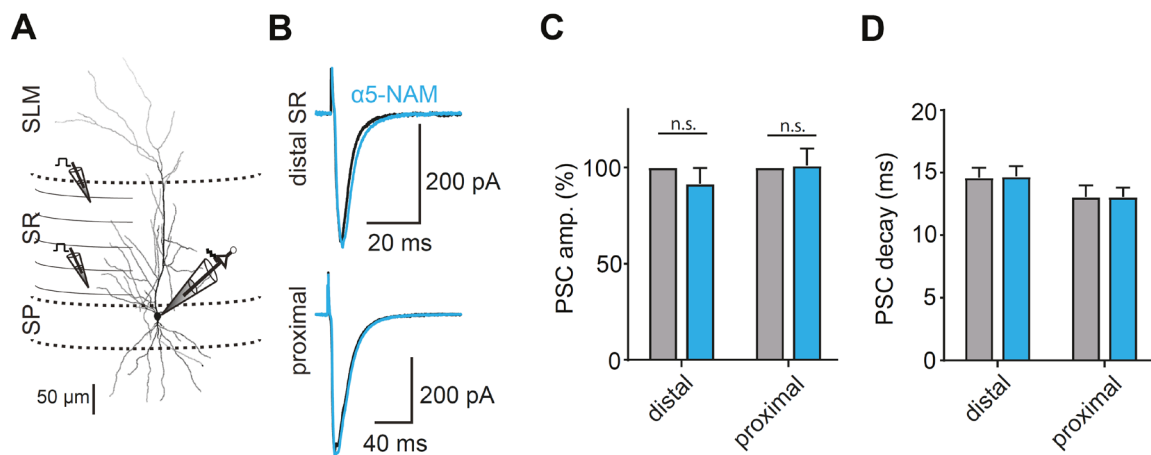 A
SLM
SR
SP
50 µm
B
α5-NAM
distal SR
200 pA
20 ms
proximal
200 pA
40 ms
C
PSC amp. (%)
n.s.
n.s.
100
50
0
distal
proximal
D
PSC decay (ms)
20
15
10
5
0
distal
proximal